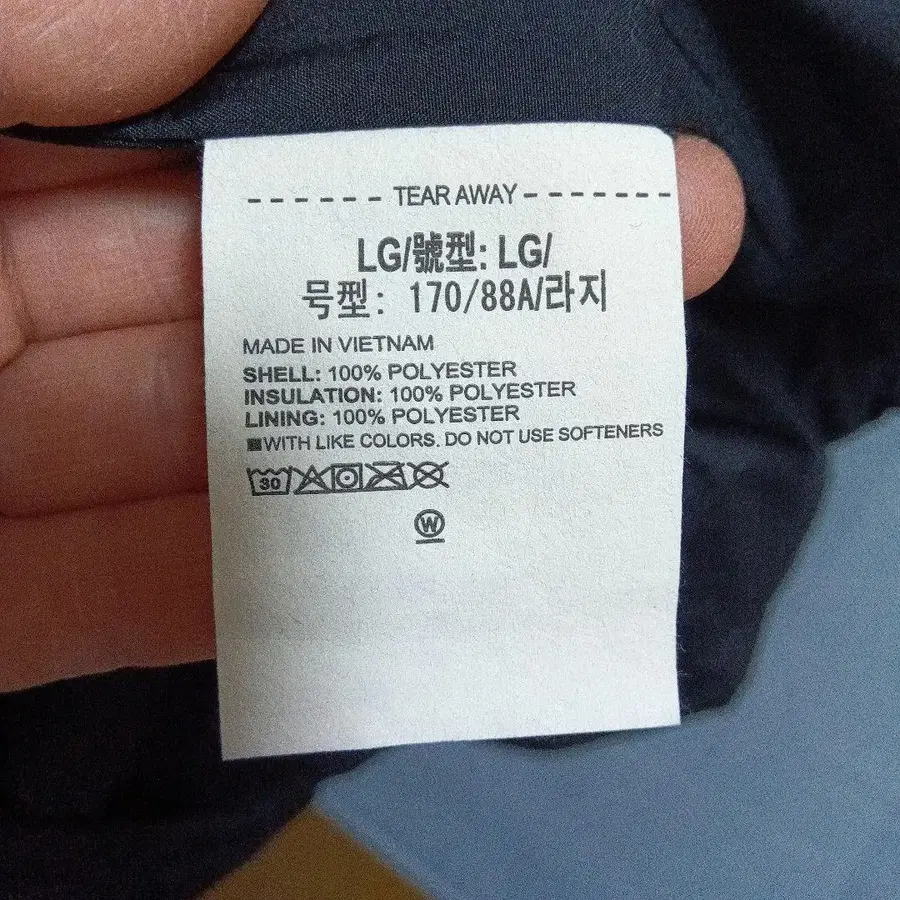 TEAR AWAY
LG/號型: LG/
号型: 170/88A/라지
MADE IN VIETNAM
SHELL: 100% POLYESTER
INSULATION: 100% POLYESTER
LINING: 100% POLYESTER
WITH LIKE COLORS. DO NOT USE SOFTENERS
30
W